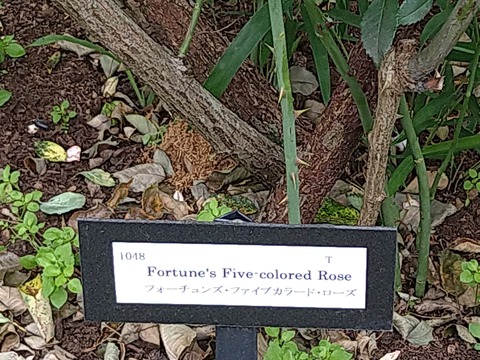 1048 T
Fortune's Five-colored Rose
フォーチュンズ・ファイブカラード・ローズ